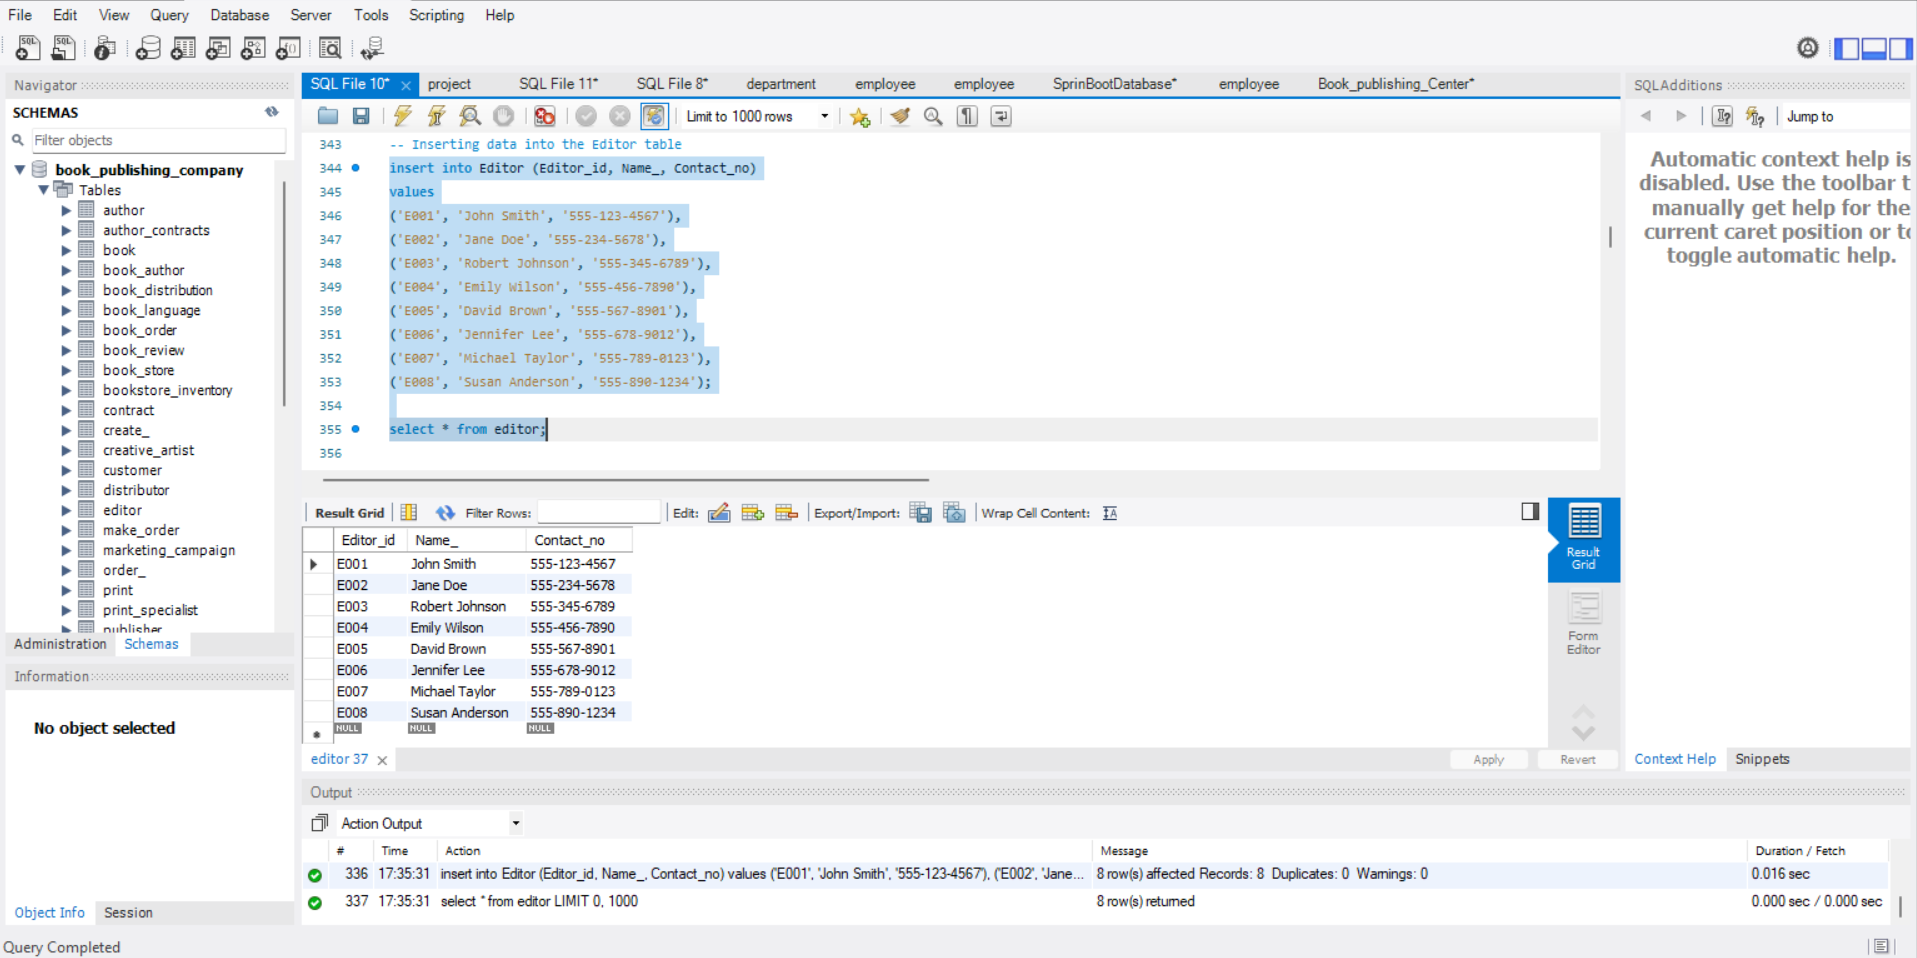 File Edit View Query Database Server Tools Scripting Help
Navigator
SCHEMAS
Filter objects
book_publishing_company
Tables
author
author_contracts
book
book_author
book_distribution
book_language
book_order
book_review
book_store
bookstore_inventory
contract
create_
creative_artist
customer
distributor
editor
make_order
marketing_campaign
order_
print
print_specialist
publisher
Administration Schemas
Information
No object selected
Object Info Session
Query Completed
SQL File 10* project SQL File 11* SQL File 8* department employee employee SprinBootDatabase* employee Book_publishing_Center*
Limit to 1000 rows
343 -- Inserting data into the Editor table
344 insert into Editor (Editor_id, Name_, Contact_no)
345 values
346 ('E001', 'John Smith', '555-123-4567'),
347 ('E002', 'Jane Doe', '555-234-5678'),
348 ('E003', 'Robert Johnson', '555-345-6789'),
349 ('E004', 'Emily Wilson', '555-456-7890'),
350 ('E005', 'David Brown', '555-567-8901'),
351 ('E006', 'Jennifer Lee', '555-678-9012'),
352 ('E007', 'Michael Taylor', '555-789-0123'),
353 ('E008', 'Susan Anderson', '555-890-1234');
354
355 select * from editor;
356
Result Grid Filter Rows: Edit: Export/Import: Wrap Cell Content:
Editor_id Name_ Contact_no
E001 John Smith 555-123-4567
E002 Jane Doe 555-234-5678
E003 Robert Johnson 555-345-6789
E004 Emily Wilson 555-456-7890
E005 David Brown 555-567-8901
E006 Jennifer Lee 555-678-9012
E007 Michael Taylor 555-789-0123
E008 Susan Anderson 555-890-1234
NULL NULL NULL
Result
Grid
Form
Editor
editor 37 Apply Revert
Output
Action Output
# Time Action Message Duration / Fetch
336 17:35:31 insert into Editor (Editor_id, Name_, Contact_no) values ('E001', 'John Smith', '555-123-4567'), ('E002', 'Jane... 8 row(s) affected Records: 8 Duplicates: 0 Warnings: 0 0.016 sec
337 17:35:31 select * from editor LIMIT 0, 1000 8 row(s) returned 0.000 sec / 0.000 sec
SQLAdditions
Jump to
Automatic context help is
disabled. Use the toolbar t
manually get help for the
current caret position or to
toggle automatic help.
Context Help Snippets